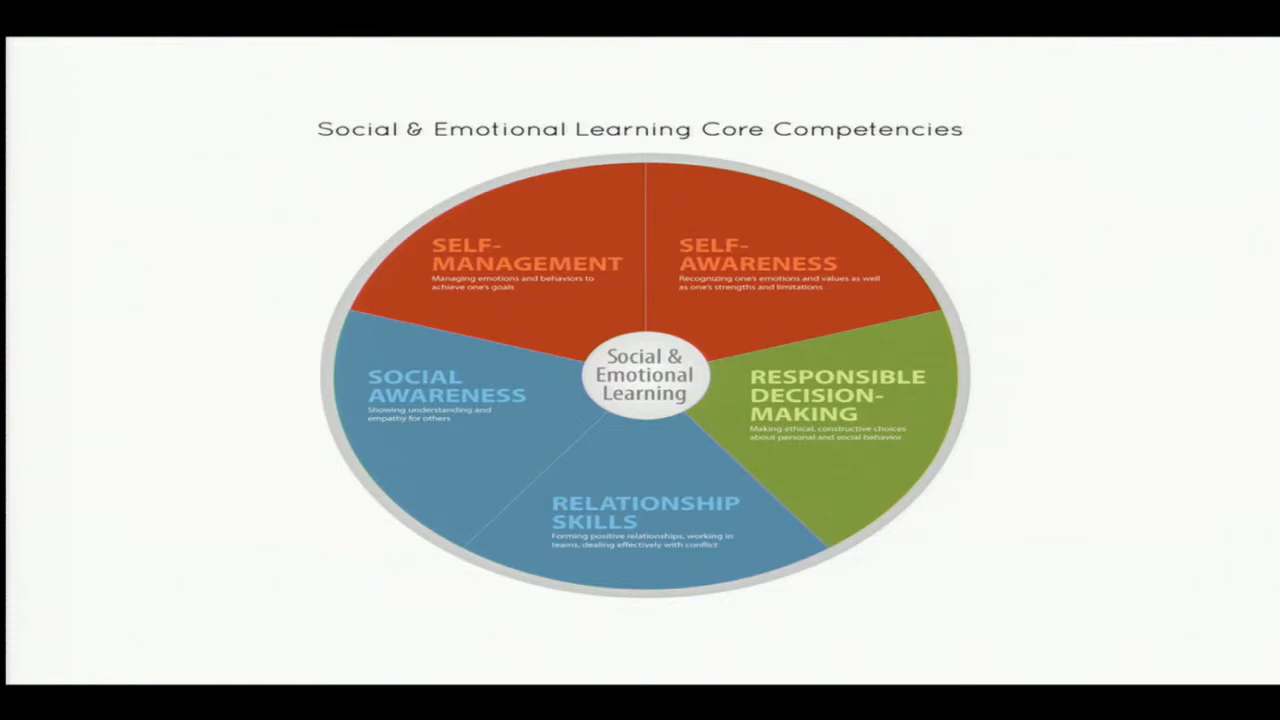 Social & Emotional Learning Core Competencies
SELF-
MANAGEMENT
Managing emotions and behaviors to
achieve one's goals
SELF-
AWARENESS
Recognizing one's emotions and values as well
as one's strengths and limitations
Social &
Emotional
Learning
SOCIAL
AWARENESS
Showing understanding and
empathy for others
RESPONSIBLE
DECISION-
MAKING
Making ethical, constructive choices
about personal and social behavior
RELATIONSHIP
SKILLS
Forming positive relationships, working in
teams, dealing effectively with conflict